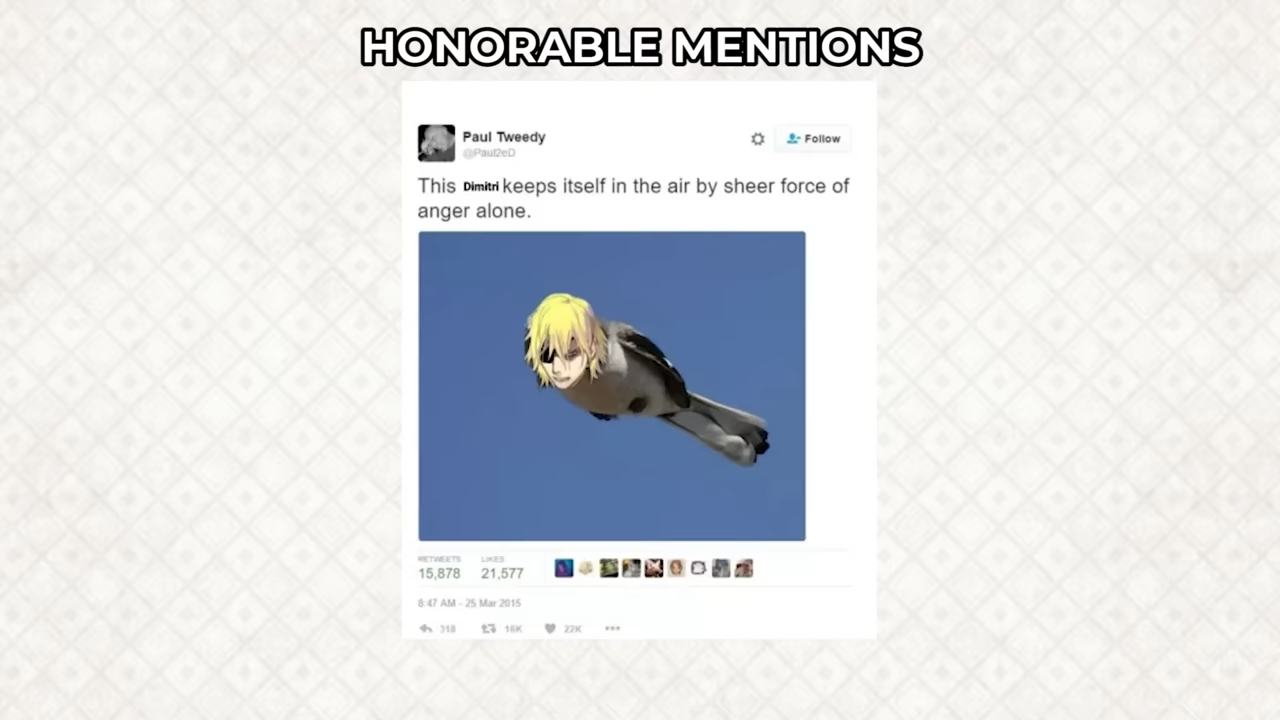 HONORABLE MENTIONS
Paul Tweedy
@Paul2eD
Follow
This Dimitri keeps itself in the air by sheer force of
anger alone.
RETWEETS LIKES
15,878 21,577
8:47 AM - 25 Mar 2015
318 16K 22K